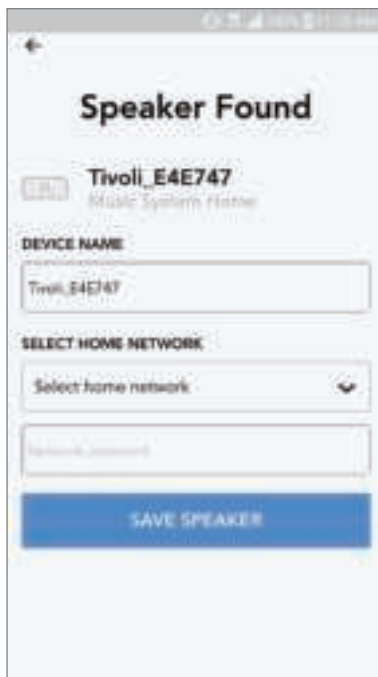 Speaker Found
Tivoli_E4E747
Music System Home
DEVICE NAME
Tivoli_E4E747
SELECT HOME NETWORK
Select home network
Network password
SAVE SPEAKER